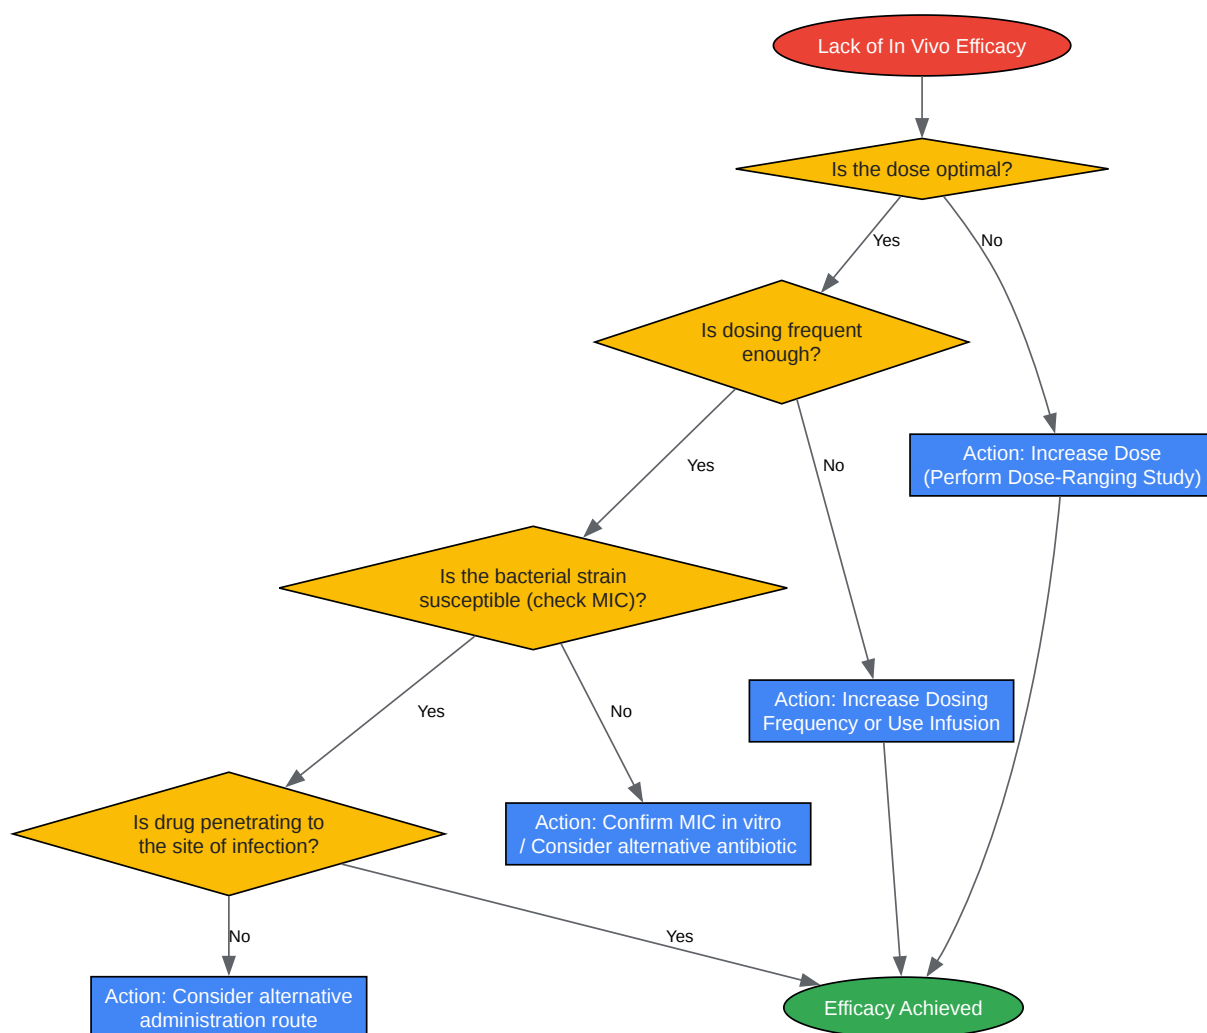 Lack of In Vivo Efficacy
Is the dose optimal?
Yes
No
Is dosing frequent
enough?
Action: Increase Dose
(Perform Dose-Ranging Study)
Yes
No
Is the bacterial strain
susceptible (check MIC)?
Action: Increase Dosing
Frequency or Use Infusion
Yes
No
Is drug penetrating to
the site of infection?
Action: Confirm MIC in vitro
/ Consider alternative antibiotic
No
Yes
Action: Consider alternative
administration route
Efficacy Achieved